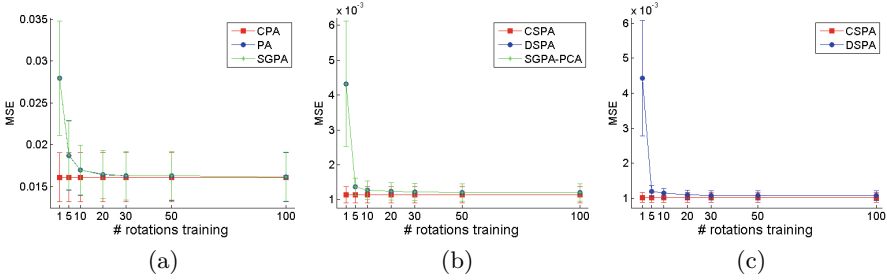 0.035
0.03
0.025
0.02
0.015
MSE
1 5 10 20 30 50 100
# rotations training
CPA
PA
SGPA
(a)
x 10⁻³
6
5
4
3
2
1
MSE
1 5 10 20 30 50 100
# rotations training
CSPA
DSPA
SGPA-PCA
(b)
x 10⁻³
6
5
4
3
2
1
MSE
1 5 10 20 30 50 100
# rotations training
CSPA
DSPA
(c)